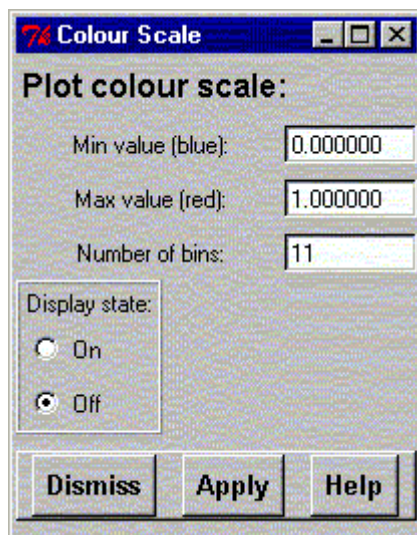 Colour Scale
Plot colour scale:
Min value (blue): 0.000000
Max value (red): 1.000000
Number of bins: 11
Display state:
On
Off
Dismiss Apply Help